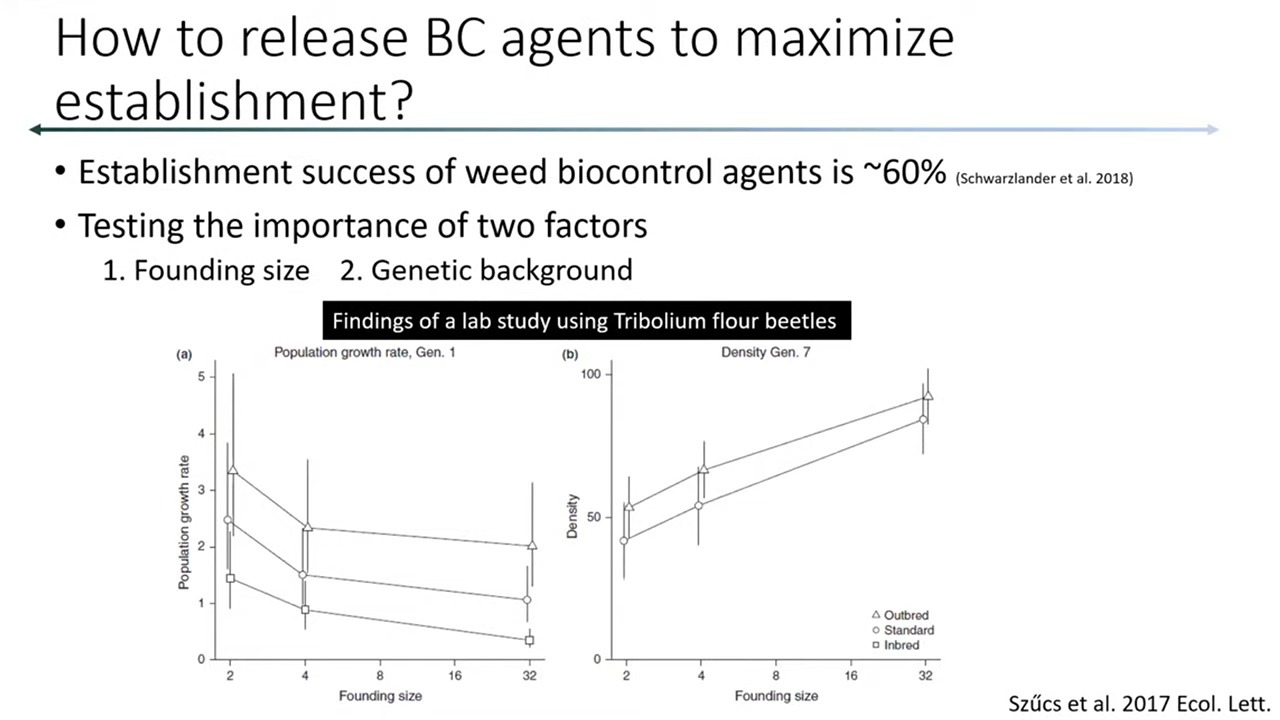 How to release BC agents to maximize
establishment?
• Establishment success of weed biocontrol agents is ~60% (Schwarzlander et al. 2018)
• Testing the importance of two factors
1. Founding size 2. Genetic background
Findings of a lab study using Tribolium flour beetles
(a) Population growth rate, Gen. 1
5
4
3
2
1
0
Population growth rate
2 4 8 16 32
Founding size
(b) Density Gen. 7
100
50
0
Density
Outbred
Standard
Inbred
2 4 8 16 32
Founding size
Szűcs et al. 2017 Ecol. Lett.